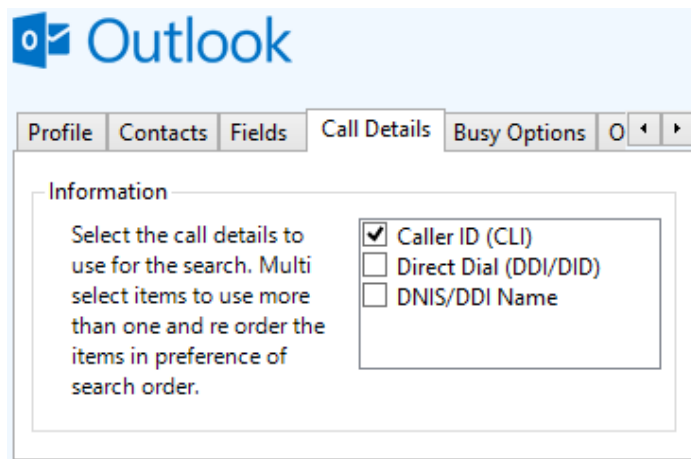 Outlook
Profile Contacts Fields Call Details Busy Options O
Information
Select the call details to
use for the search. Multi
select items to use more
than one and re order the
items in preference of
search order.
Caller ID (CLI)
Direct Dial (DDI/DID)
DNIS/DDI Name